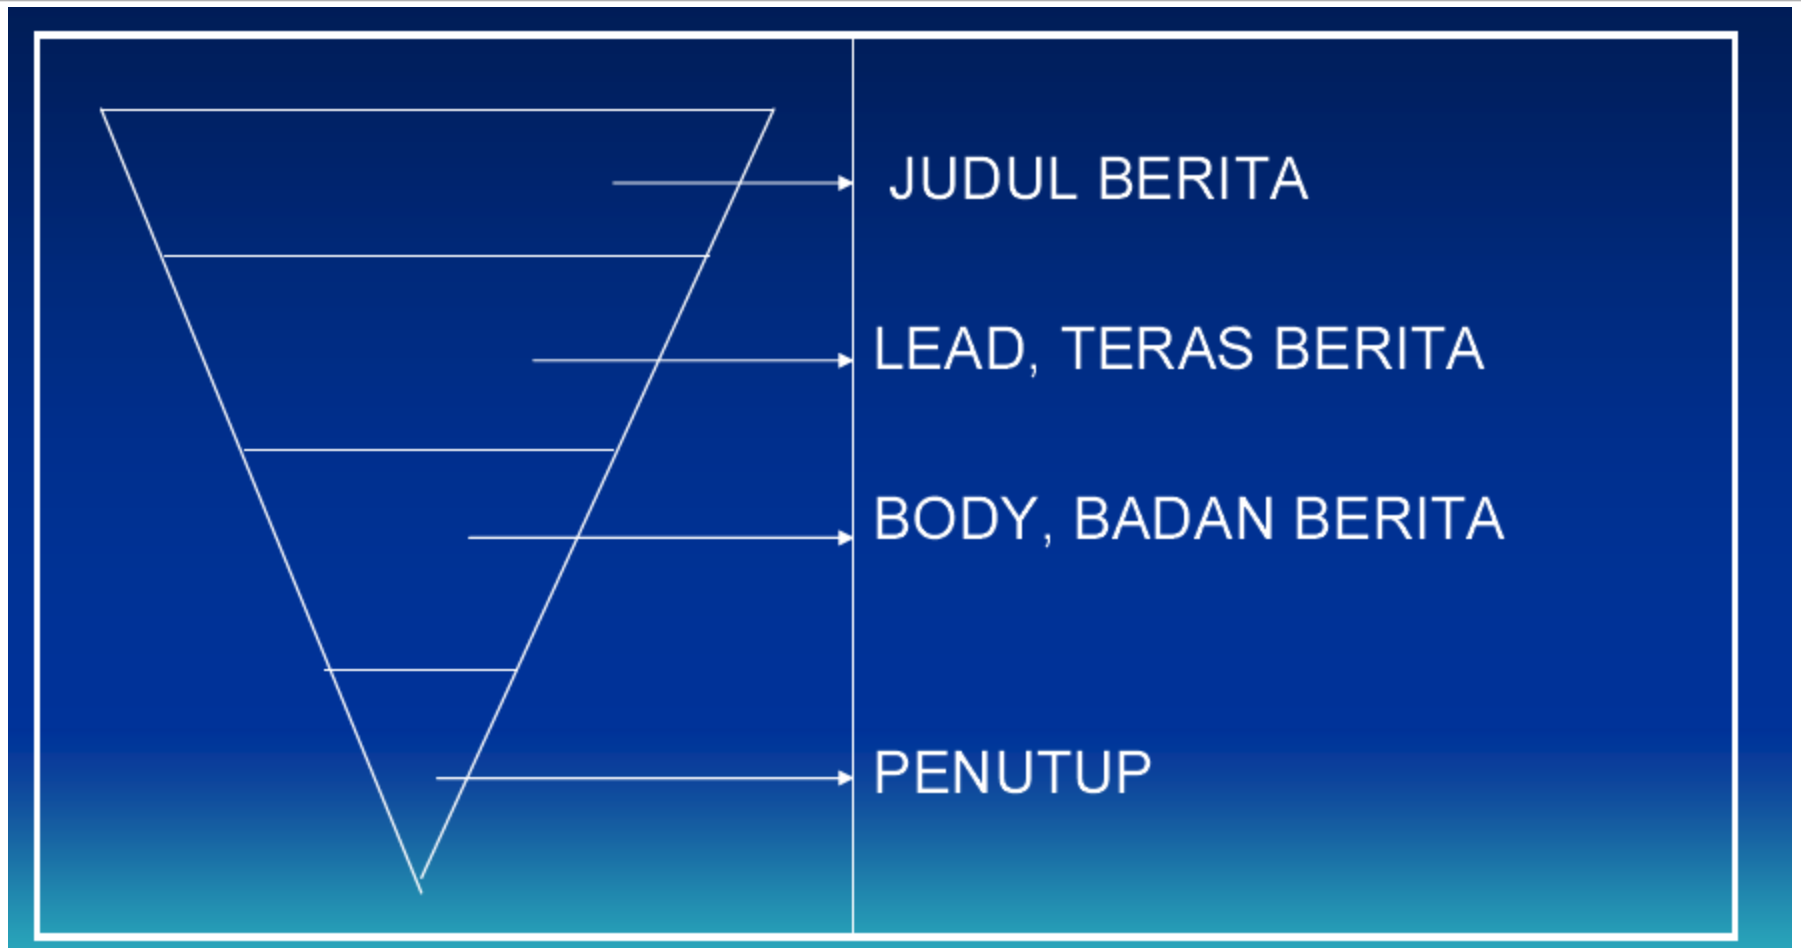 JUDUL BERITA
LEAD, TERAS BERITA
BODY, BADAN BERITA
PENUTUP